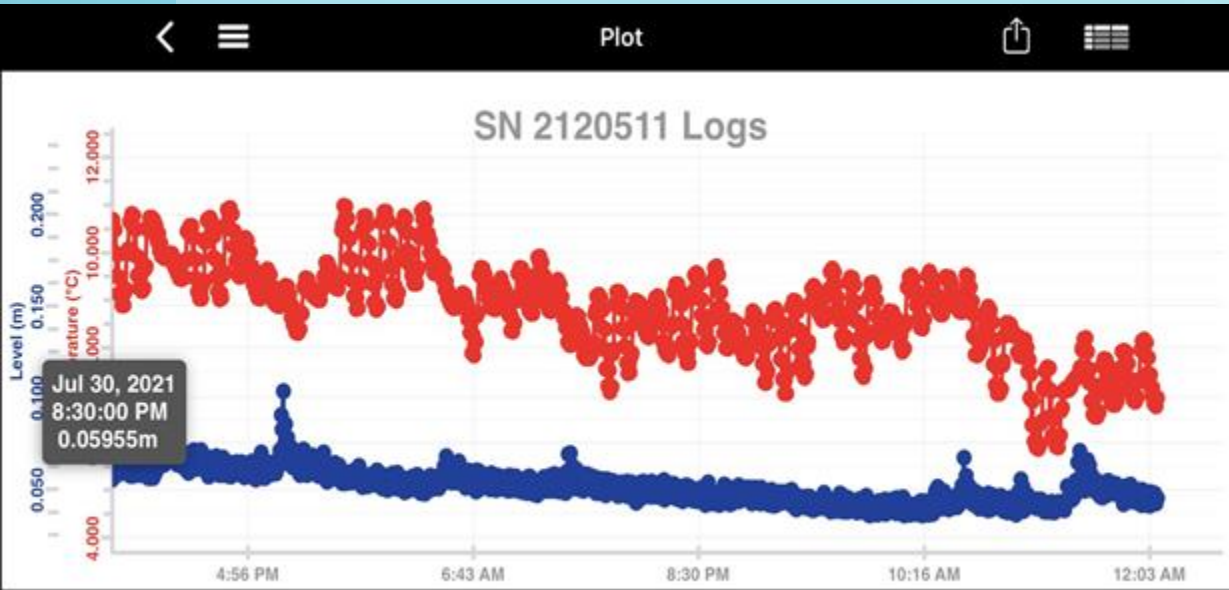 Plot
SN 2120511 Logs
Level (m)
0.200
0.150
0.100
0.050
12.000
10.000
.000
4.000
rature (°C)
Jul 30, 2021
8:30:00 PM
0.05955m
4:56 PM
6:43 AM
8:30 PM
10:16 AM
12:03 AM